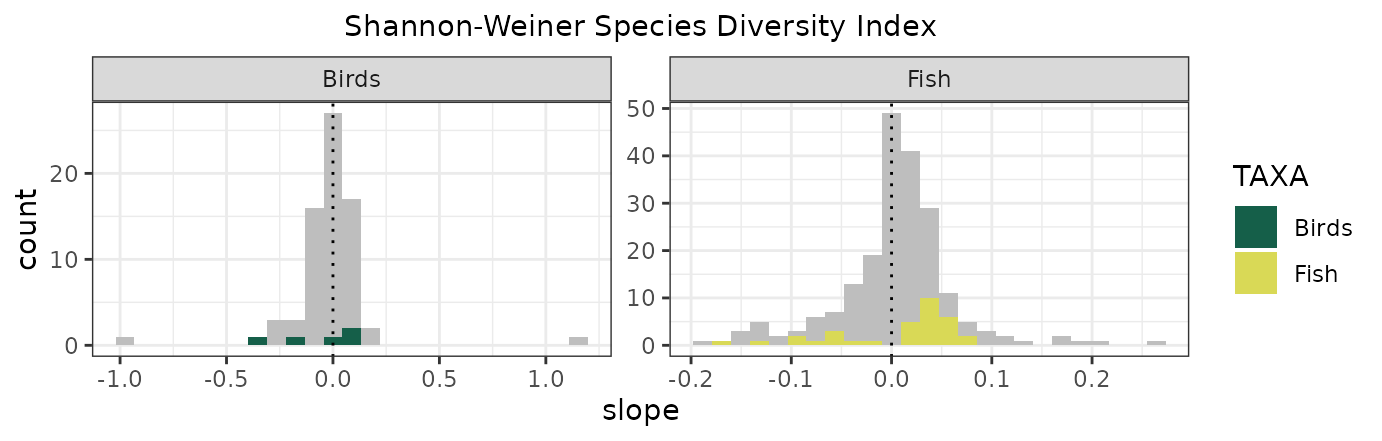 Shannon-Weiner Species Diversity Index
Birds
Fish
count
20
10
0
-1.0 -0.5 0.0 0.5 1.0
50
40
30
20
10
0
-0.2 -0.1 0.0 0.1 0.2
slope
TAXA
Birds
Fish